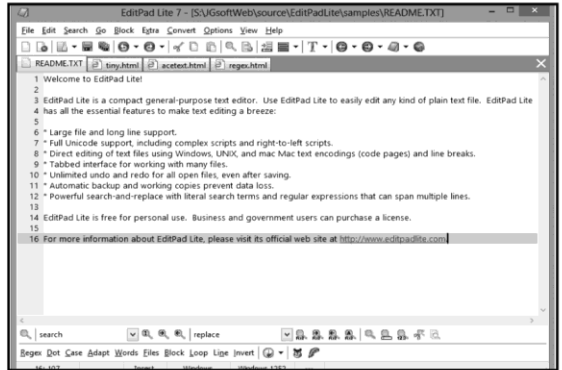 EditPad Lite 7 - [S:\JGsoftWeb\source\EditPadLite\samples\README.TXT]
File Edit Search Go Block Extra Convert Options View Help
README.TXT tiny.html acetext.html regex.html
1 Welcome to EditPad Lite!
2
3 EditPad Lite is a compact general-purpose text editor. Use EditPad Lite to easily edit any kind of plain text file. EditPad Lite
4 has all the essential features to make text editing a breeze:
5
6 * Large file and long line support.
7 * Full Unicode support, including complex scripts and right-to-left scripts.
8 * Direct editing of text files using Windows, UNIX, and mac Mac text encodings (code pages) and line breaks.
9 * Tabbed interface for working with many files.
10 * Unlimited undo and redo for all open files, even after saving.
11 * Automatic backup and working copies prevent data loss.
12 * Powerful search-and-replace with literal search terms and regular expressions that can span multiple lines.
13
14 EditPad Lite is free for personal use. Business and government users can purchase a license.
15
16 For more information about EditPad Lite, please visit its official web site at http://www.editpadlite.com.
search replace
Regex Dot Case Adapt Words Files Block Loop Line Invert
16: 107 Insert Windows Windows 1252